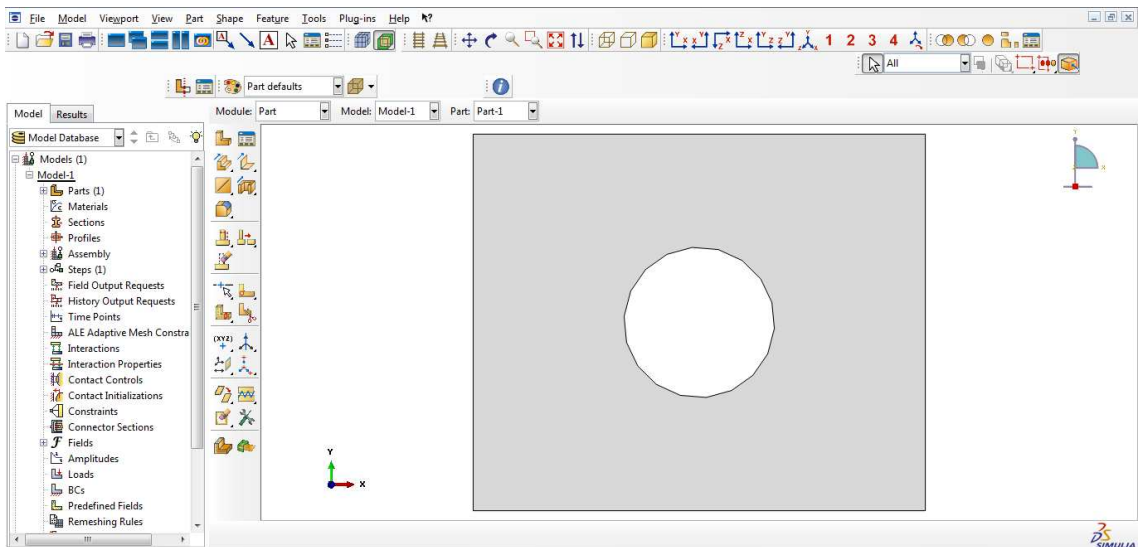 File Model Viewport View Part Shape Feature Tools Plug-ins Help
A A
1 2 3 4
All
Part defaults
Model Results
Module: Part Model: Model-1 Part: Part-1
Model Database
Models (1)
Model-1
Parts (1)
Materials
Sections
Profiles
Assembly
Steps (1)
Field Output Requests
History Output Requests
Time Points
ALE Adaptive Mesh Constra
Interactions
Interaction Properties
Contact Controls
Contact Initializations
Constraints
Connector Sections
Fields
Amplitudes
Loads
BCs
Predefined Fields
Remeshing Rules
(XYZ)
Y
X
Y
X
SIMULIA